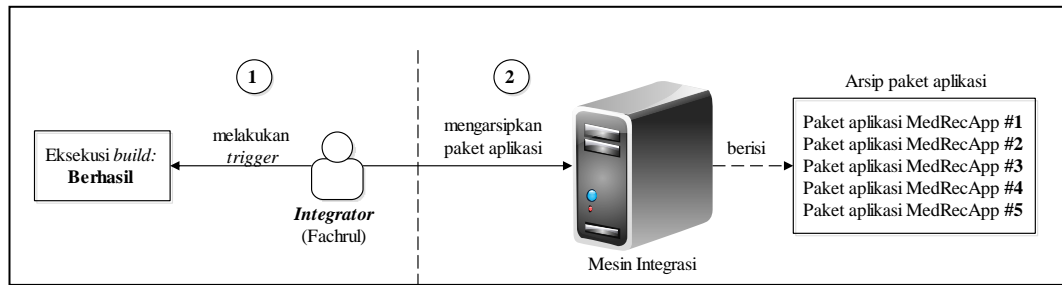 1
2
Eksekusi build:
Berhasil
melakukan
trigger
Integrator
(Fachrul)
mengarsipkan
paket aplikasi
Mesin Integrasi
berisi
Arsip paket aplikasi
Paket aplikasi MedRecApp #1
Paket aplikasi MedRecApp #2
Paket aplikasi MedRecApp #3
Paket aplikasi MedRecApp #4
Paket aplikasi MedRecApp #5